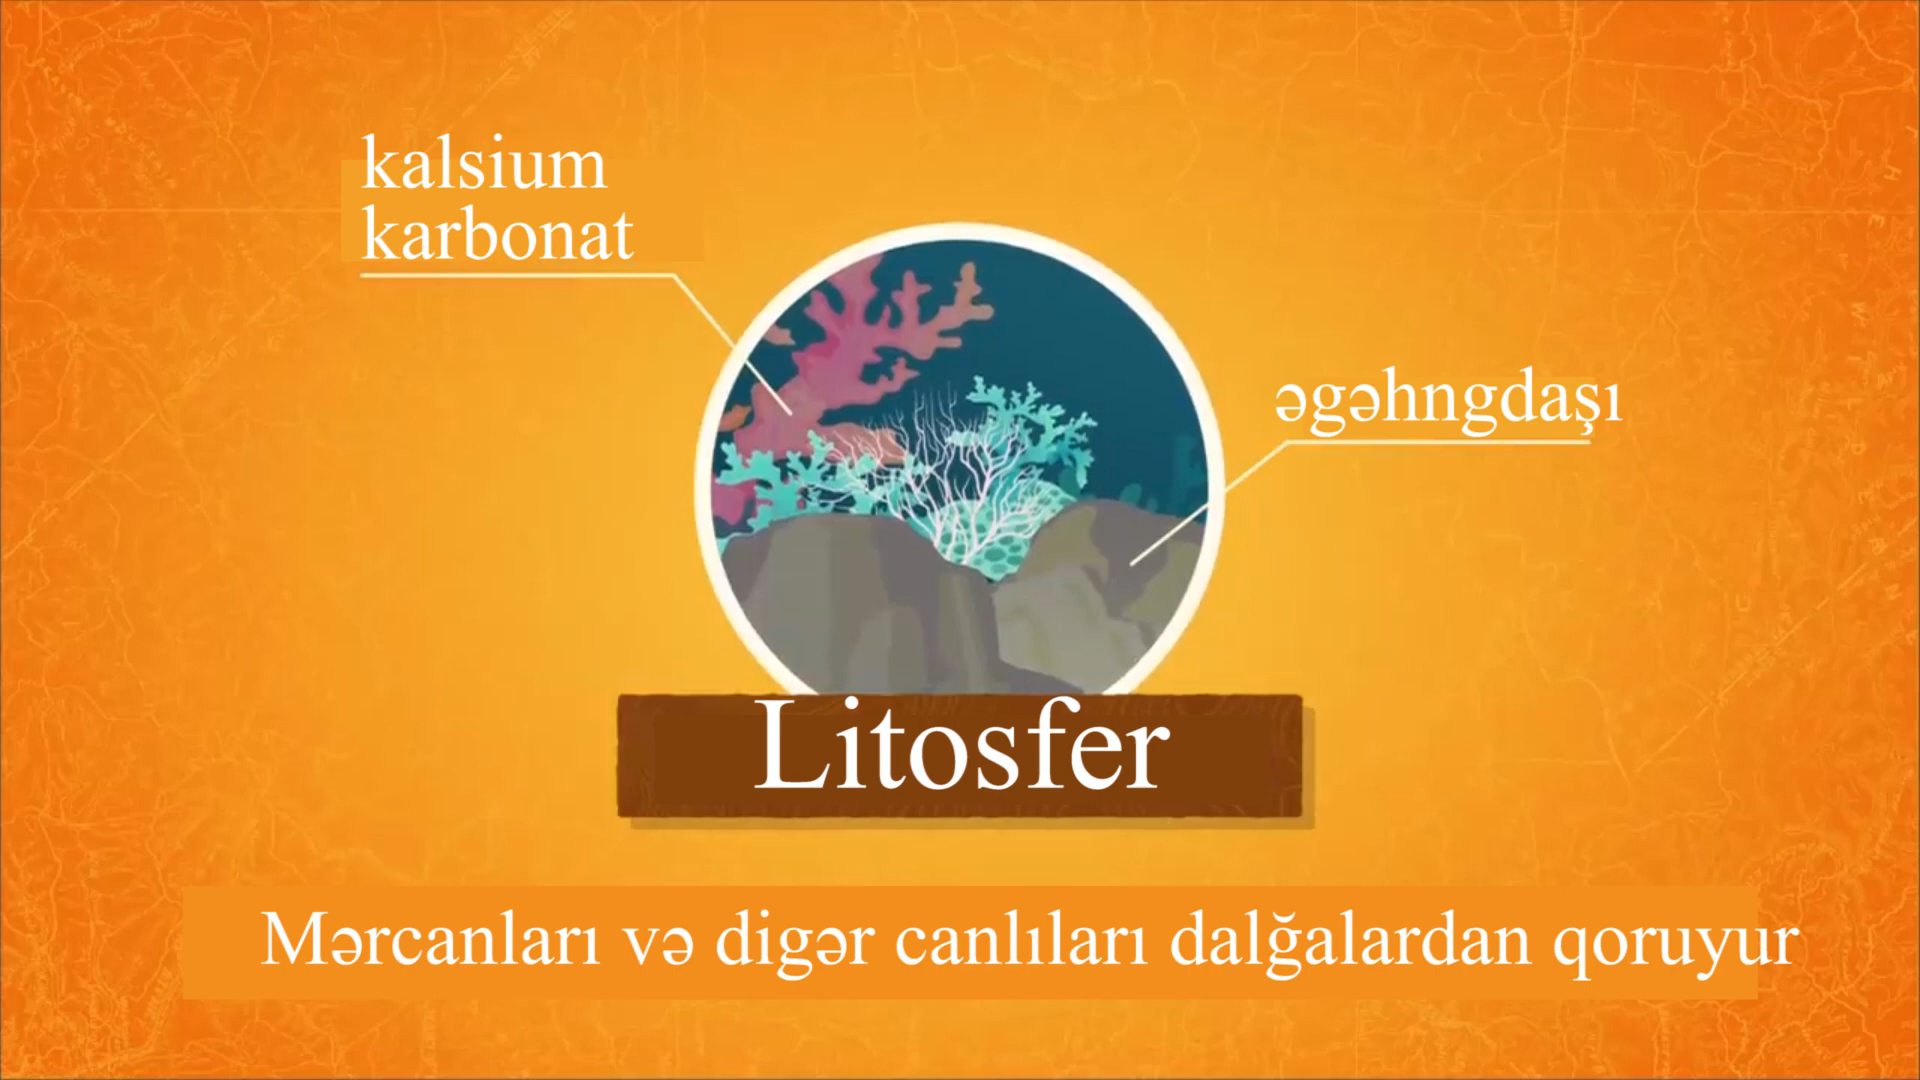 kalsium
karbonat
əgəhngdaşı
Litosfer
Mərcanları və digər canlıları dalğalardan qoruyur